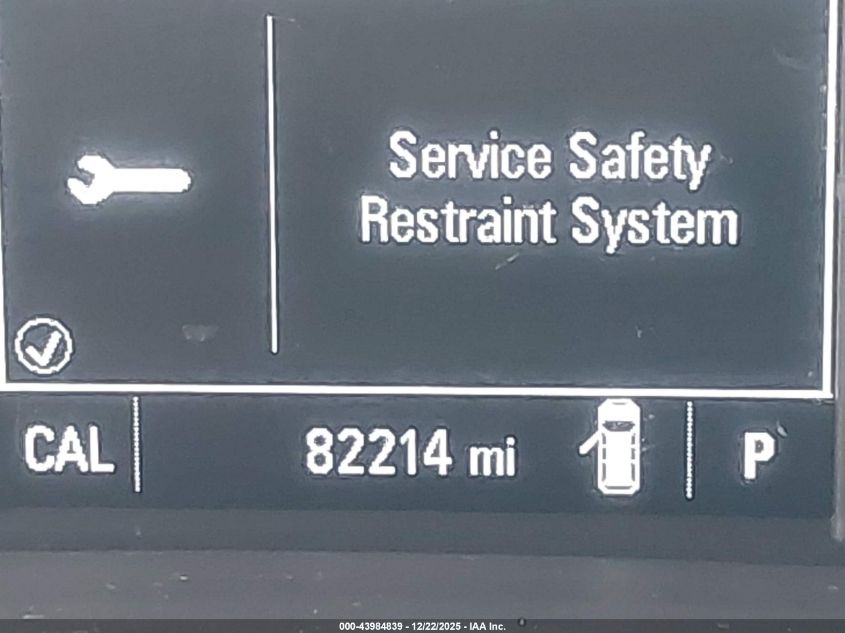 Service Safety
Restraint System
CAL 82214 mi P
000-43984839 - 12/22/2025 - IAA Inc.